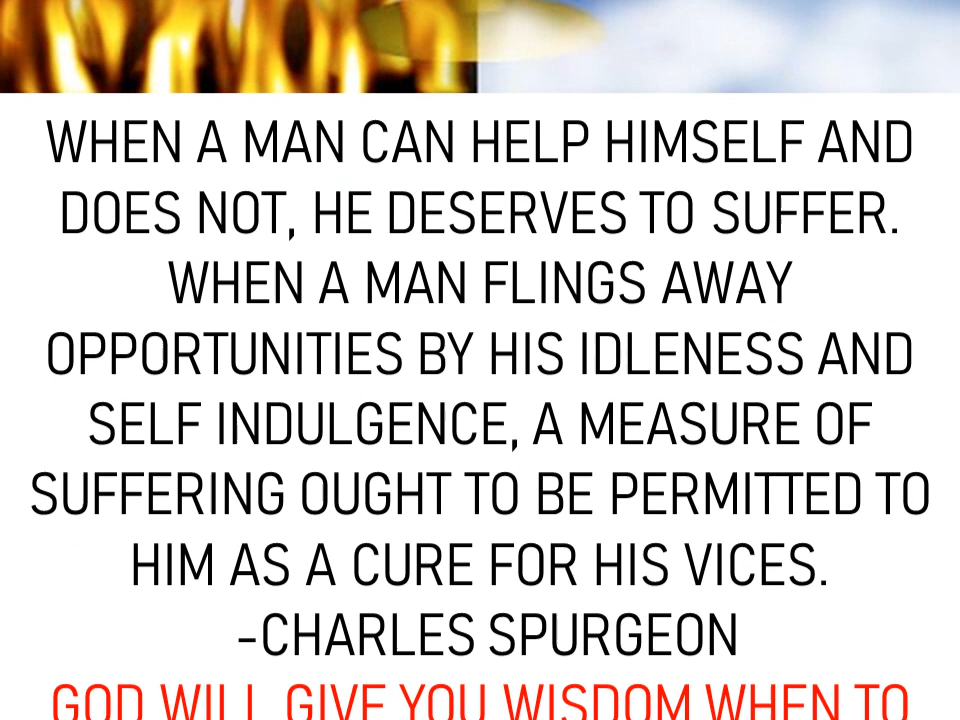 WHEN A MAN CAN HELP HIMSELF AND
DOES NOT, HE DESERVES TO SUFFER.
WHEN A MAN FLINGS AWAY
OPPORTUNITIES BY HIS IDLENESS AND
SELF INDULGENCE, A MEASURE OF
SUFFERING OUGHT TO BE PERMITTED TO
HIM AS A CURE FOR HIS VICES.
-CHARLES SPURGEON
GOD WILL GIVE YOU WISDOM WHEN TO